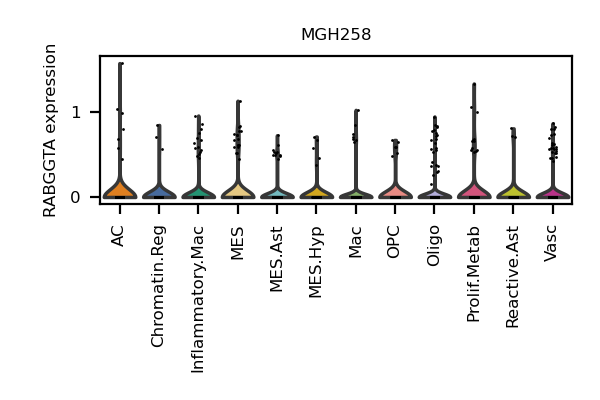 MGH258
RABGGTA expression
1
0
AC
Chromatin.Reg
Inflammatory.Mac
MES
MES.Ast
MES.Hyp
Mac
OPC
Oligo
Prolif.Metab
Reactive.Ast
Vasc